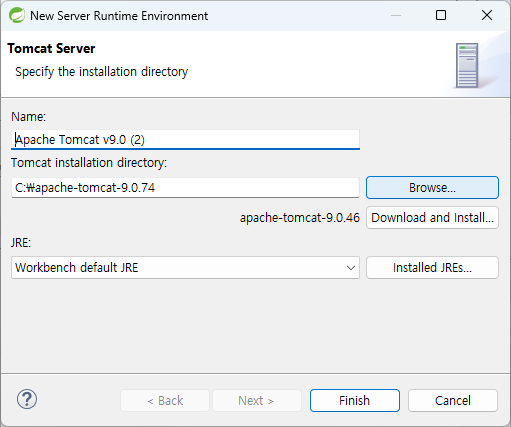 New Server Runtime Environment
Tomcat Server
Specify the installation directory
Name:
Apache Tomcat v9.0 (2)
Tomcat installation directory:
C:₩apache-tomcat-9.0.74
Browse...
apache-tomcat-9.0.46
Download and Install...
JRE:
Workbench default JRE
Installed JREs...
?
< Back
Next >
Finish
Cancel